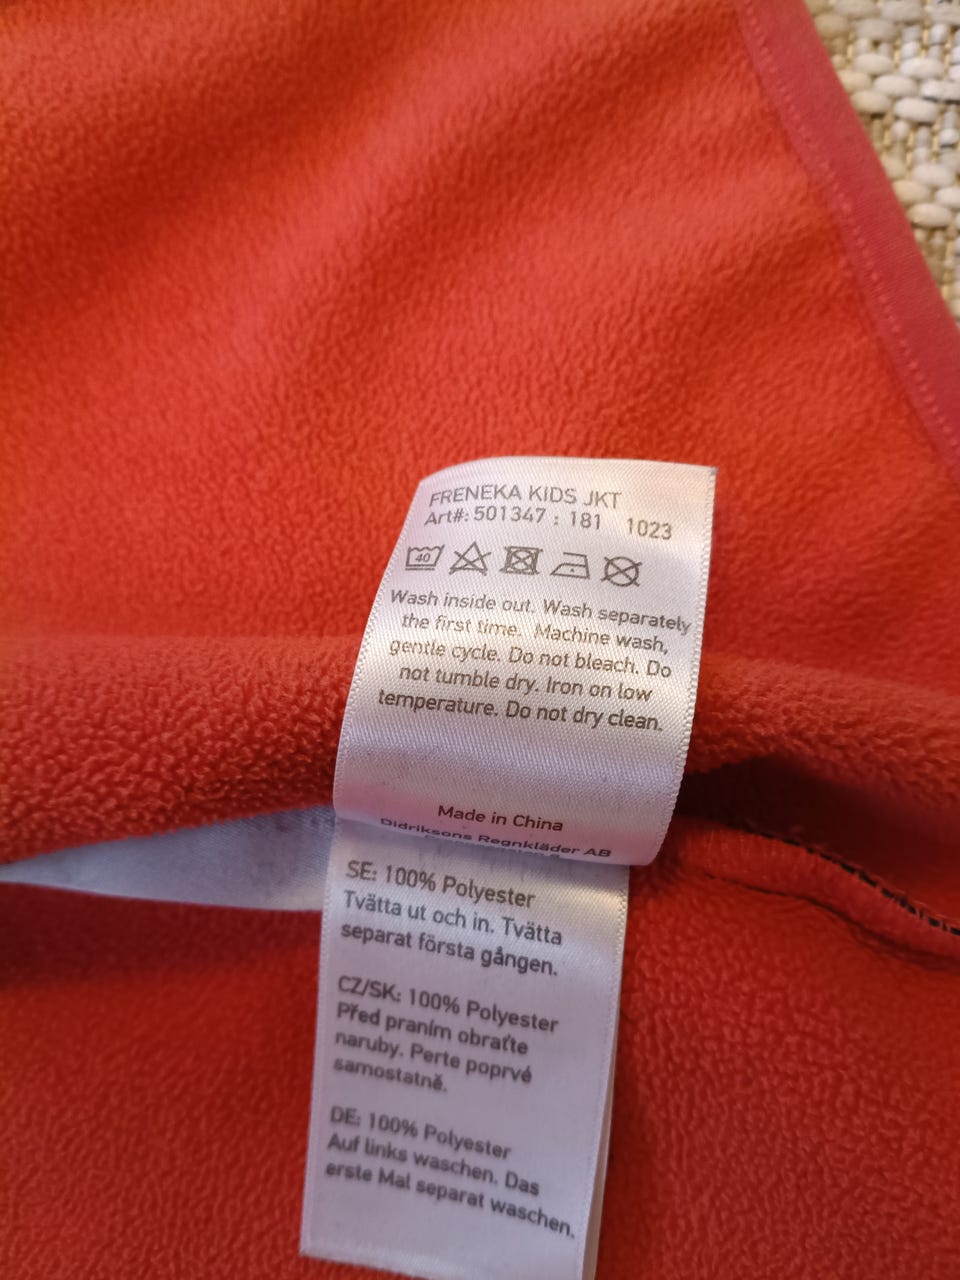 FRENEKA KIDS JKT
Art#: 501347 : 181 1023
40
Wash inside out. Wash separately
the first time. Machine wash,
gentle cycle. Do not bleach. Do
not tumble dry. Iron on low
temperature. Do not dry clean.
Made in China
Didriksons Regnkläder AB
SE: 100% Polyester
Tvätta ut och in. Tvätta
separat första gången.
CZ/SK: 100% Polyester
Před praním obraťte
naruby. Perte poprvé
samostatně.
DE: 100% Polyester
Auf links waschen. Das
erste Mal separat waschen.